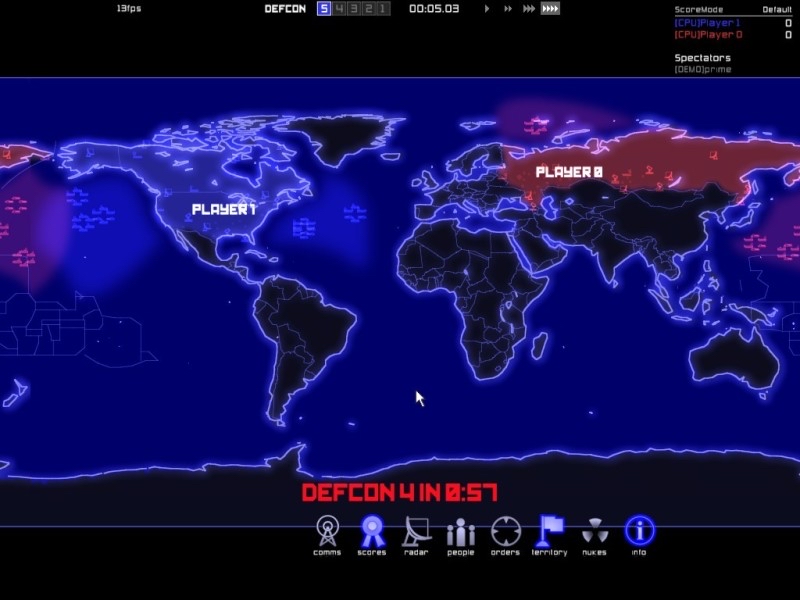 13fps
DEFCON 5 4 3 2 1
00:05.03
ScoreMode Default
[CPU]Player 1 0
[CPU]Player 0 0
Spectators
[DEMO]prime
PLAYER 0
PLAYER 1
DEFCON 4 IN 0:57
comms scores radar people orders territory nukes info